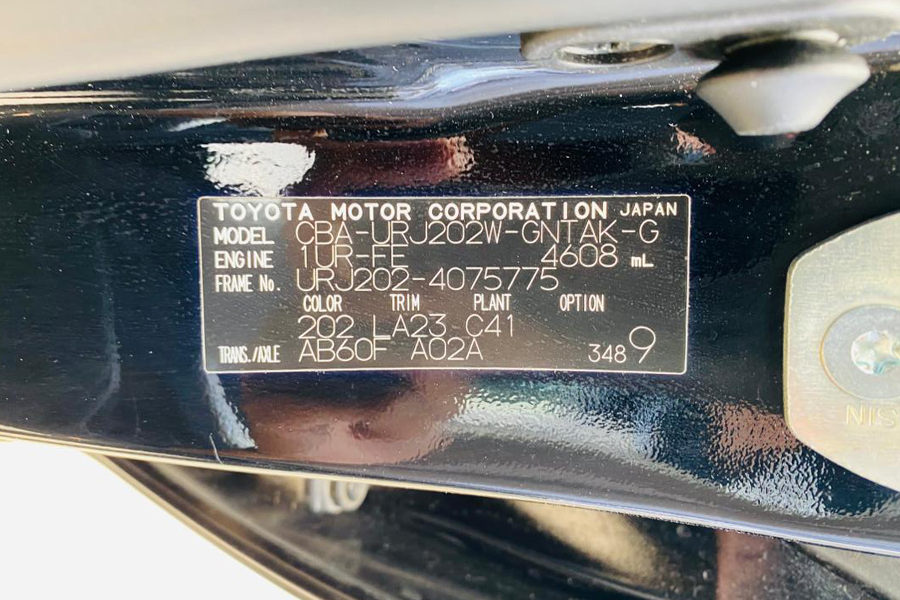 TOYOTA MOTOR CORPORATION JAPAN
MODEL CBA-URJ202W-GNTAK-G
ENGINE 1UR-FE 4608 mL
FRAME No. URJ202-4075775
COLOR TRIM PLANT OPTION
202 LA23 C41
TRANS./AXLE AB60F A02A 348 9
NIS